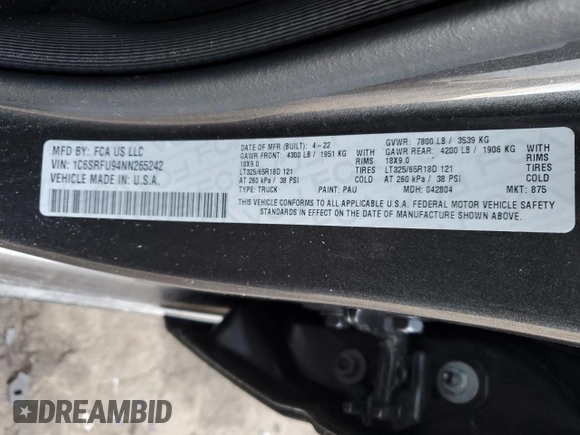 MFD BY: FCA US LLC
VIN: 1C6SRFU94NN265242
VEHICLE MADE IN U.S.A.
DATE OF MFR (BUILT): 4-22
GAWR FRONT: 4300 LB / 1951 KG
18X9.0
LT325/65R18D 121 TIRES
AT 260 kPa / 38 PSI COLD
TYPE: TRUCK PAINT: PAU
GVWR: 7800 LB / 3539 KG
GAWR REAR: 4200 LB / 1906 KG
18X9.0
LT325/65R18D 121 TIRES
AT 260 kPa / 38 PSI COLD
MDH: 042804 MKT: 875
THIS VEHICLE CONFORMS TO ALL APPLICABLE U.S.A. FEDERAL MOTOR VEHICLE SAFETY
STANDARDS IN EFFECT ON THE DATE OF MANUFACTURE SHOWN ABOVE.
DREAMBID